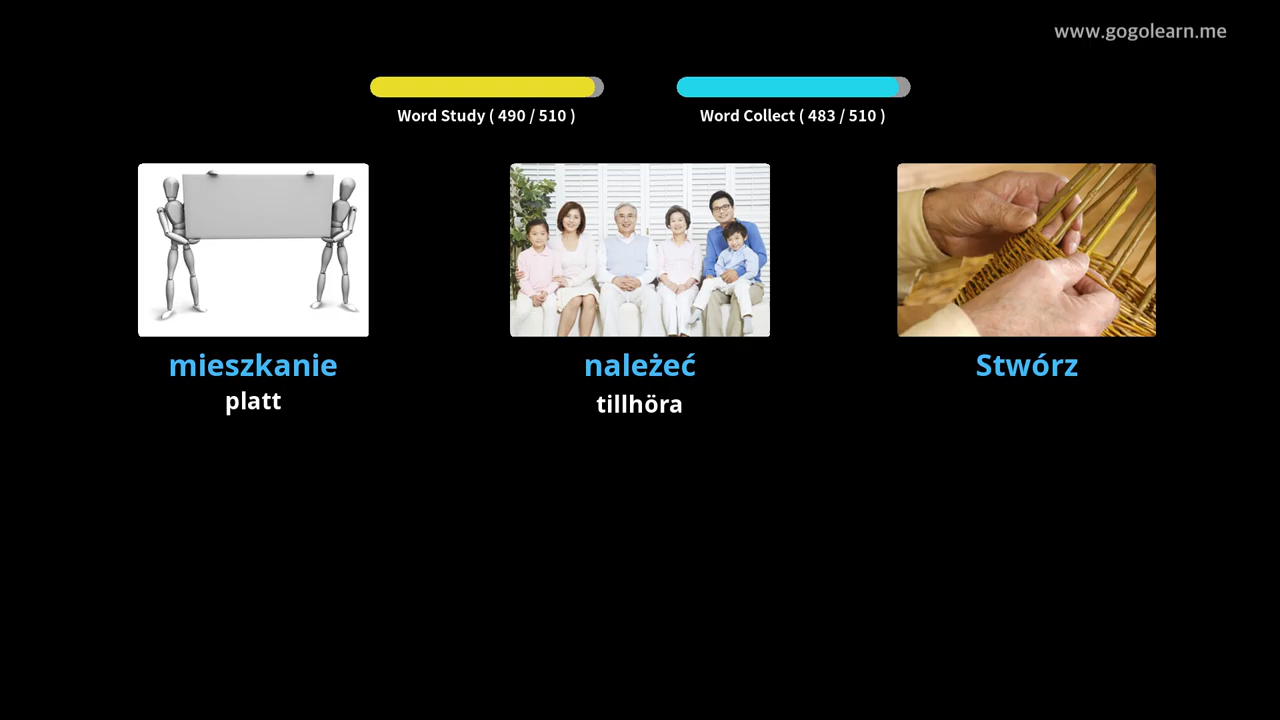 www.gogolearn.me
Word Study ( 490 / 510 )
Word Collect ( 483 / 510 )
mieszkanie
platt
należeć
tillhöra
Stwórz